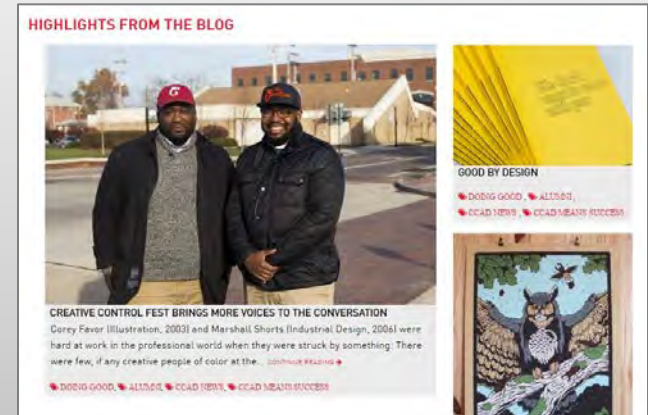 HIGHLIGHTS FROM THE BLOG
G
CREATIVE CONTROL FEST BRINGS MORE VOICES TO THE CONVERSATION
Corey Favor (Illustration, 2003) and Marshall Shorts (Industrial Design, 2006) were
hard at work in the professional world when they were struck by something: There
were few, if any creative people of color at the... CONTINUE READING
DOING GOOD, ALUMNI, CCAD NEWS, CCAD MEANS SUCCESS
GOOD BY DESIGN
DOING GOOD, ALUMNI,
CCAD NEWS, CCAD MEANS SUCCESS